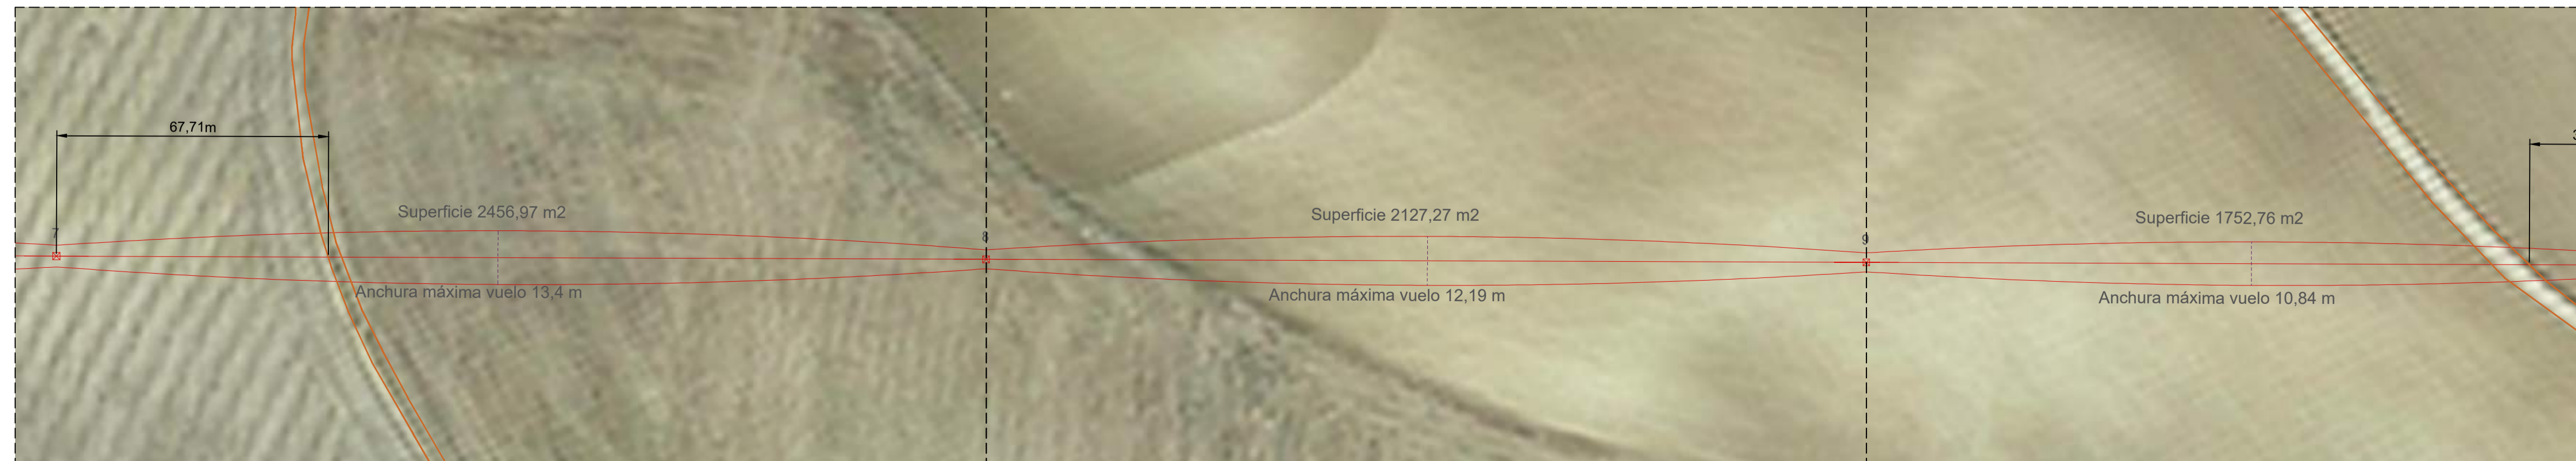 67,71m
Superficie 2456,97 m2
Superficie 2127,27 m2
Superficie 1752,76 m2
7
8
9
Anchura máxima vuelo 13,4 m
Anchura máxima vuelo 12,19 m
Anchura máxima vuelo 10,84 m